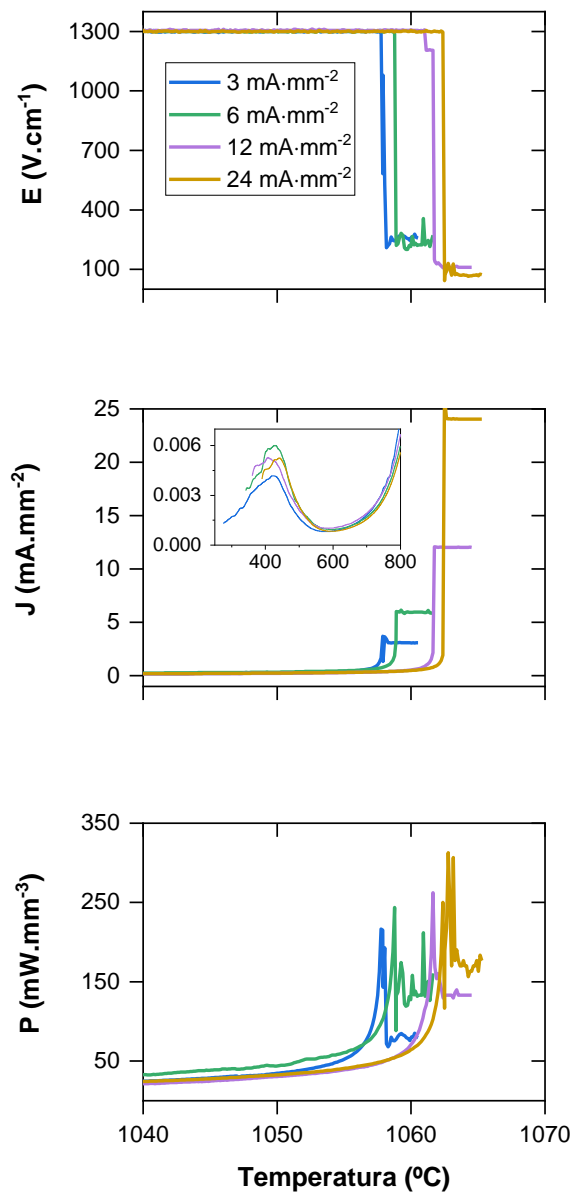 1300
1000
700
400
100
E (V.cm⁻¹)
3 mA·mm⁻²
6 mA·mm⁻²
12 mA·mm⁻²
24 mA·mm⁻²
25
20
15
10
5
0
J (mA.mm⁻²)
0.006
0.003
0.000
400 600 800
350
250
150
50
P (mW.mm⁻³)
1040 1050 1060 1070
Temperatura (ºC)